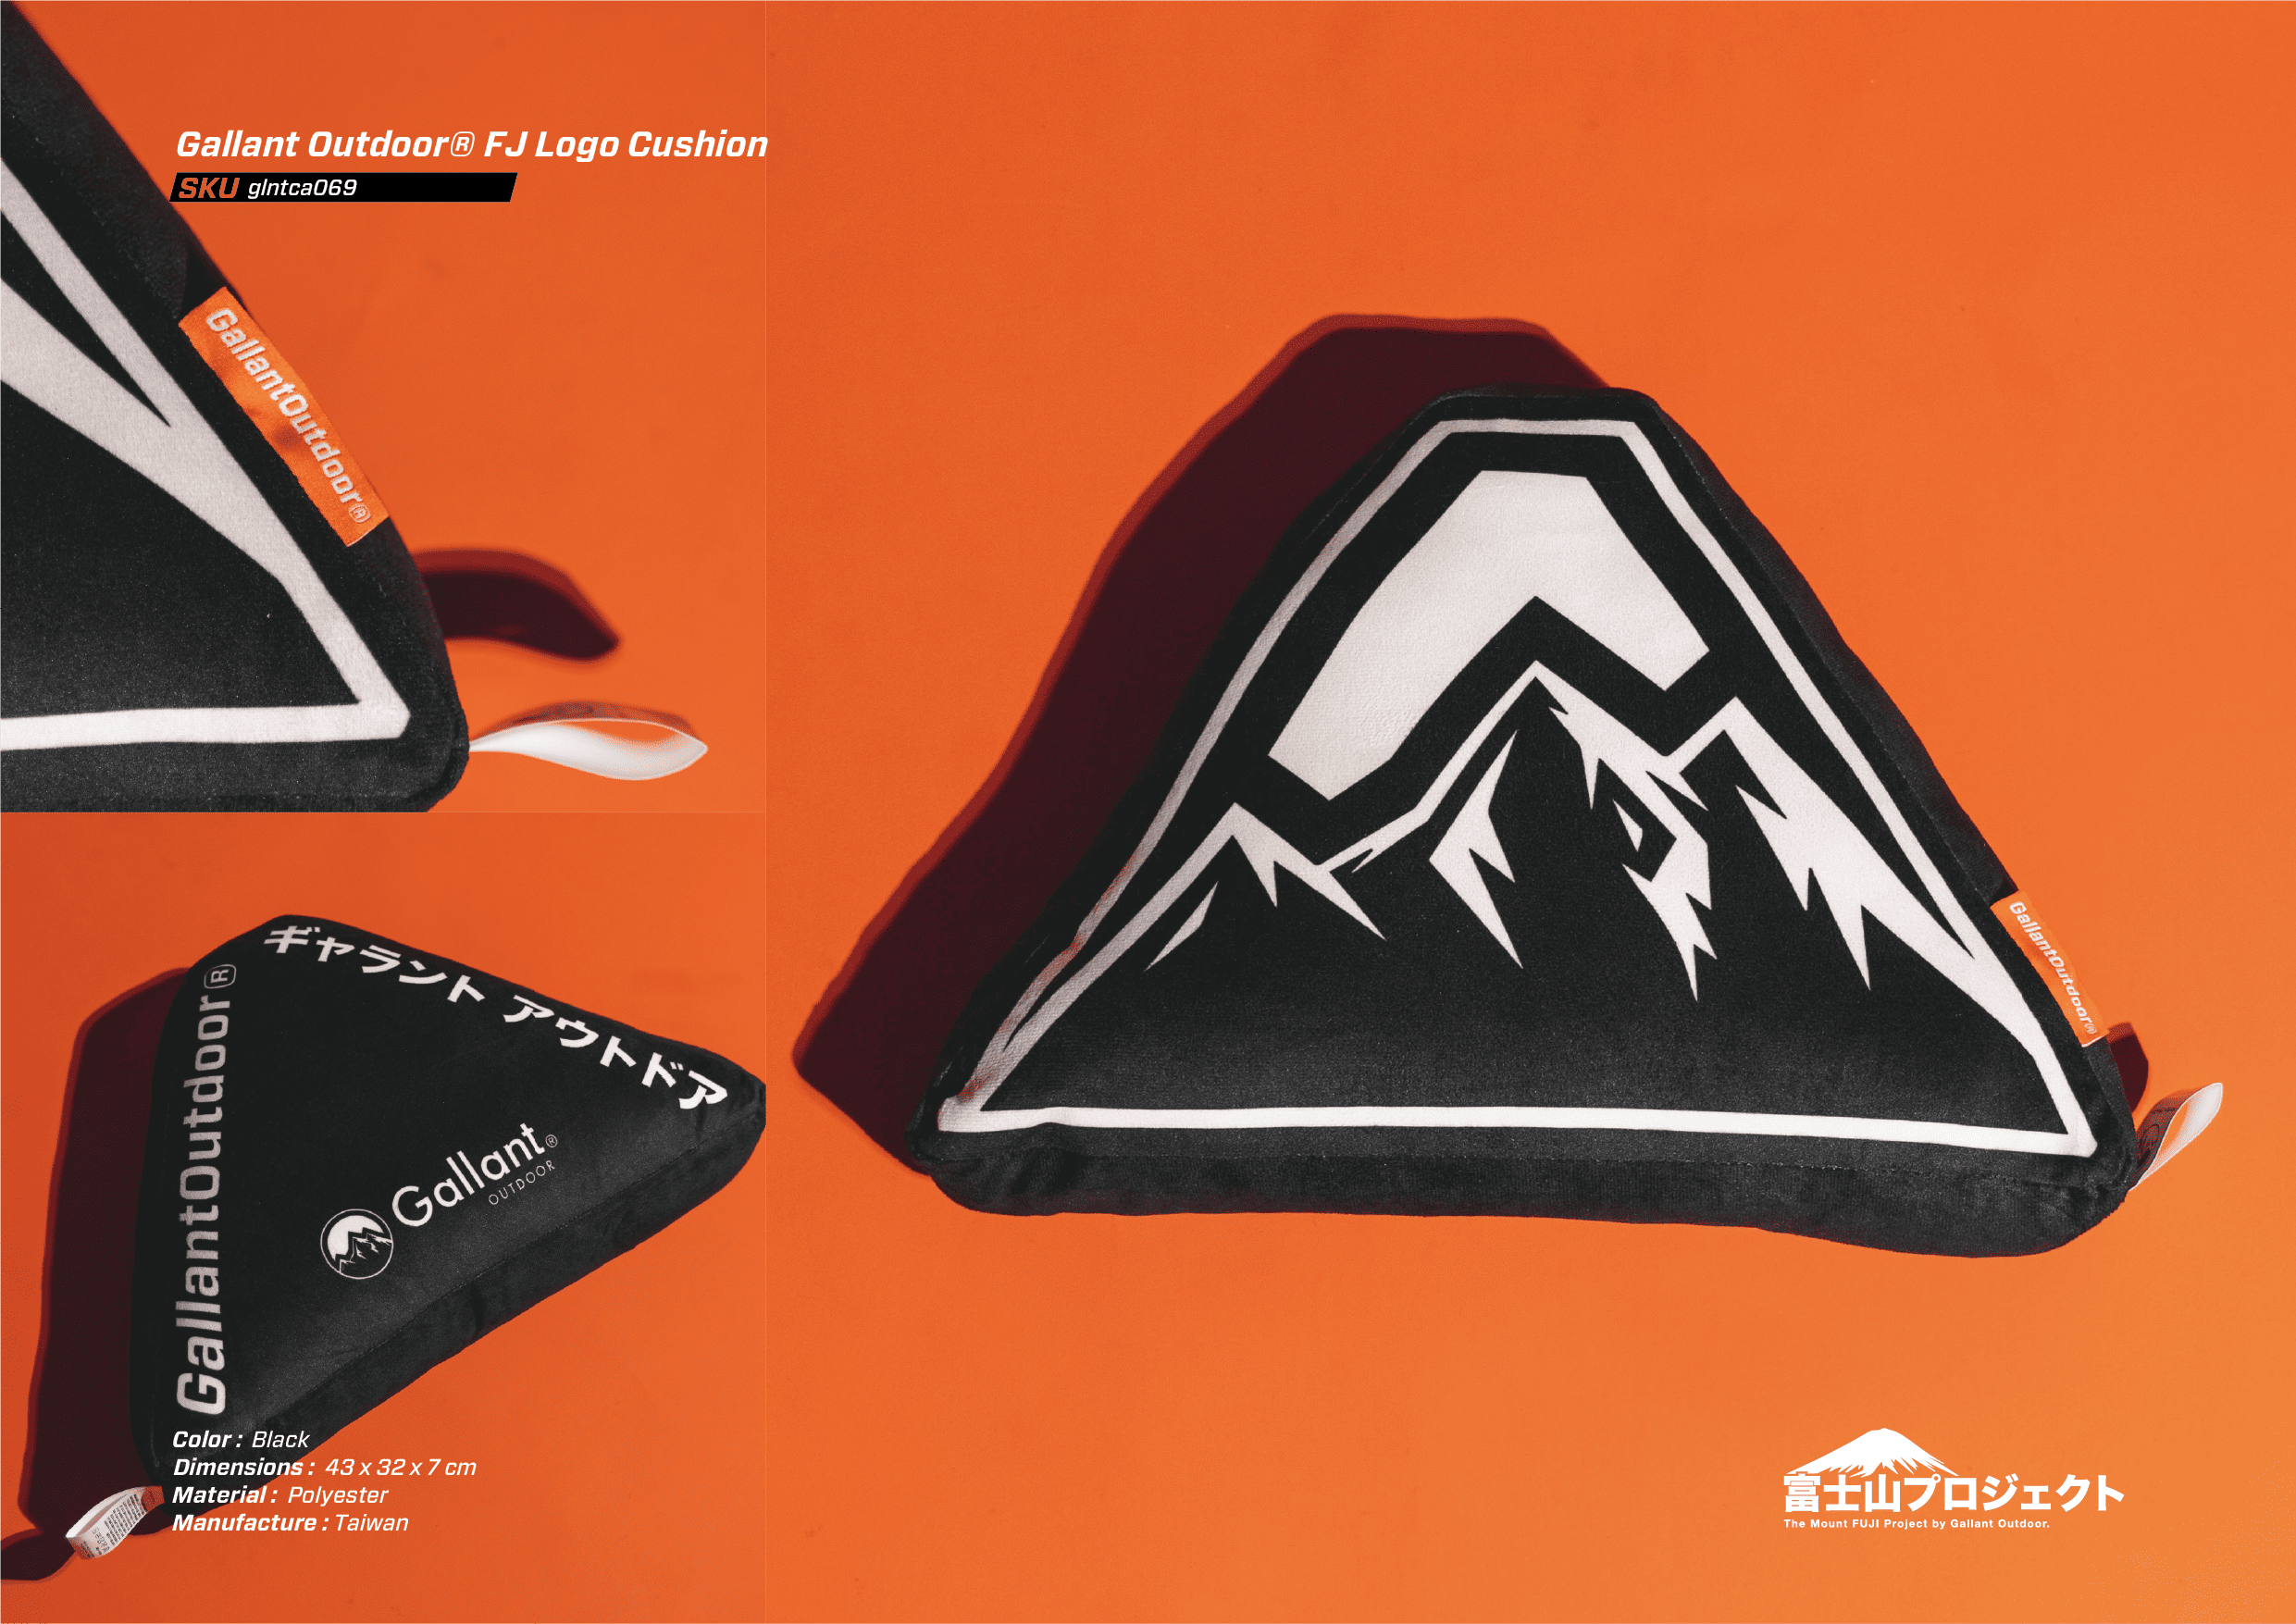 Gallant Outdoor® FJ Logo Cushion
SKU glntca069
GallantOutdoor®
GallantOutdoor®
ギャラント アウトドア
GallantOutdoor®
Gallant®
OUTDOOR
Color : Black
Dimensions : 43 x 32 x 7 cm
Material : Polyester
Manufacture : Taiwan
富士山プロジェクト
The Mount FUJI Project by Gallant Outdoor.